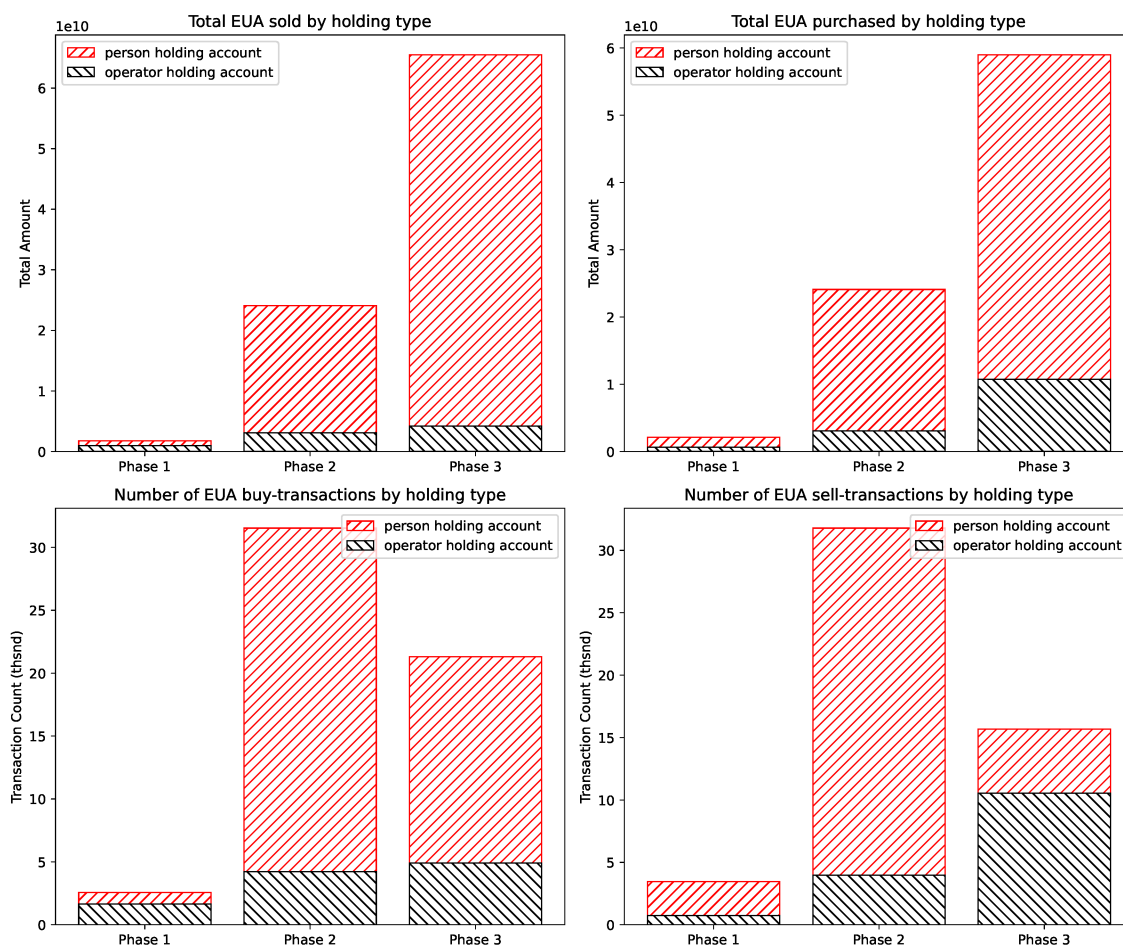 Total EUA sold by holding type
1e10
person holding account
operator holding account
Total Amount
6
5
4
3
2
1
0
Phase 1
Phase 2
Phase 3
Total EUA purchased by holding type
1e10
person holding account
operator holding account
Total Amount
6
5
4
3
2
1
0
Phase 1
Phase 2
Phase 3
Number of EUA buy-transactions by holding type
person holding account
operator holding account
Transaction Count (thsnd)
30
25
20
15
10
5
0
Phase 1
Phase 2
Phase 3
Number of EUA sell-transactions by holding type
person holding account
operator holding account
Transaction Count (thsnd)
30
25
20
15
10
5
0
Phase 1
Phase 2
Phase 3